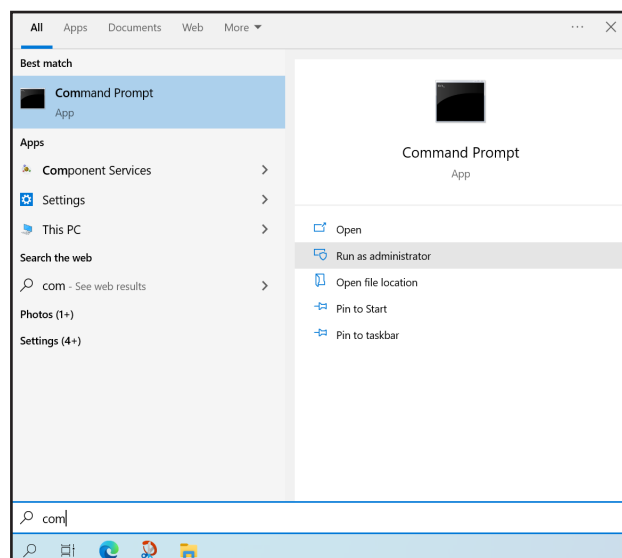 All Apps Documents Web More
Best match
Command Prompt
App
Apps
Component Services
Settings
This PC
Search the web
com - See web results
Photos (1+)
Settings (4+)
Command Prompt
App
Open
Run as administrator
Open file location
Pin to Start
Pin to taskbar
com